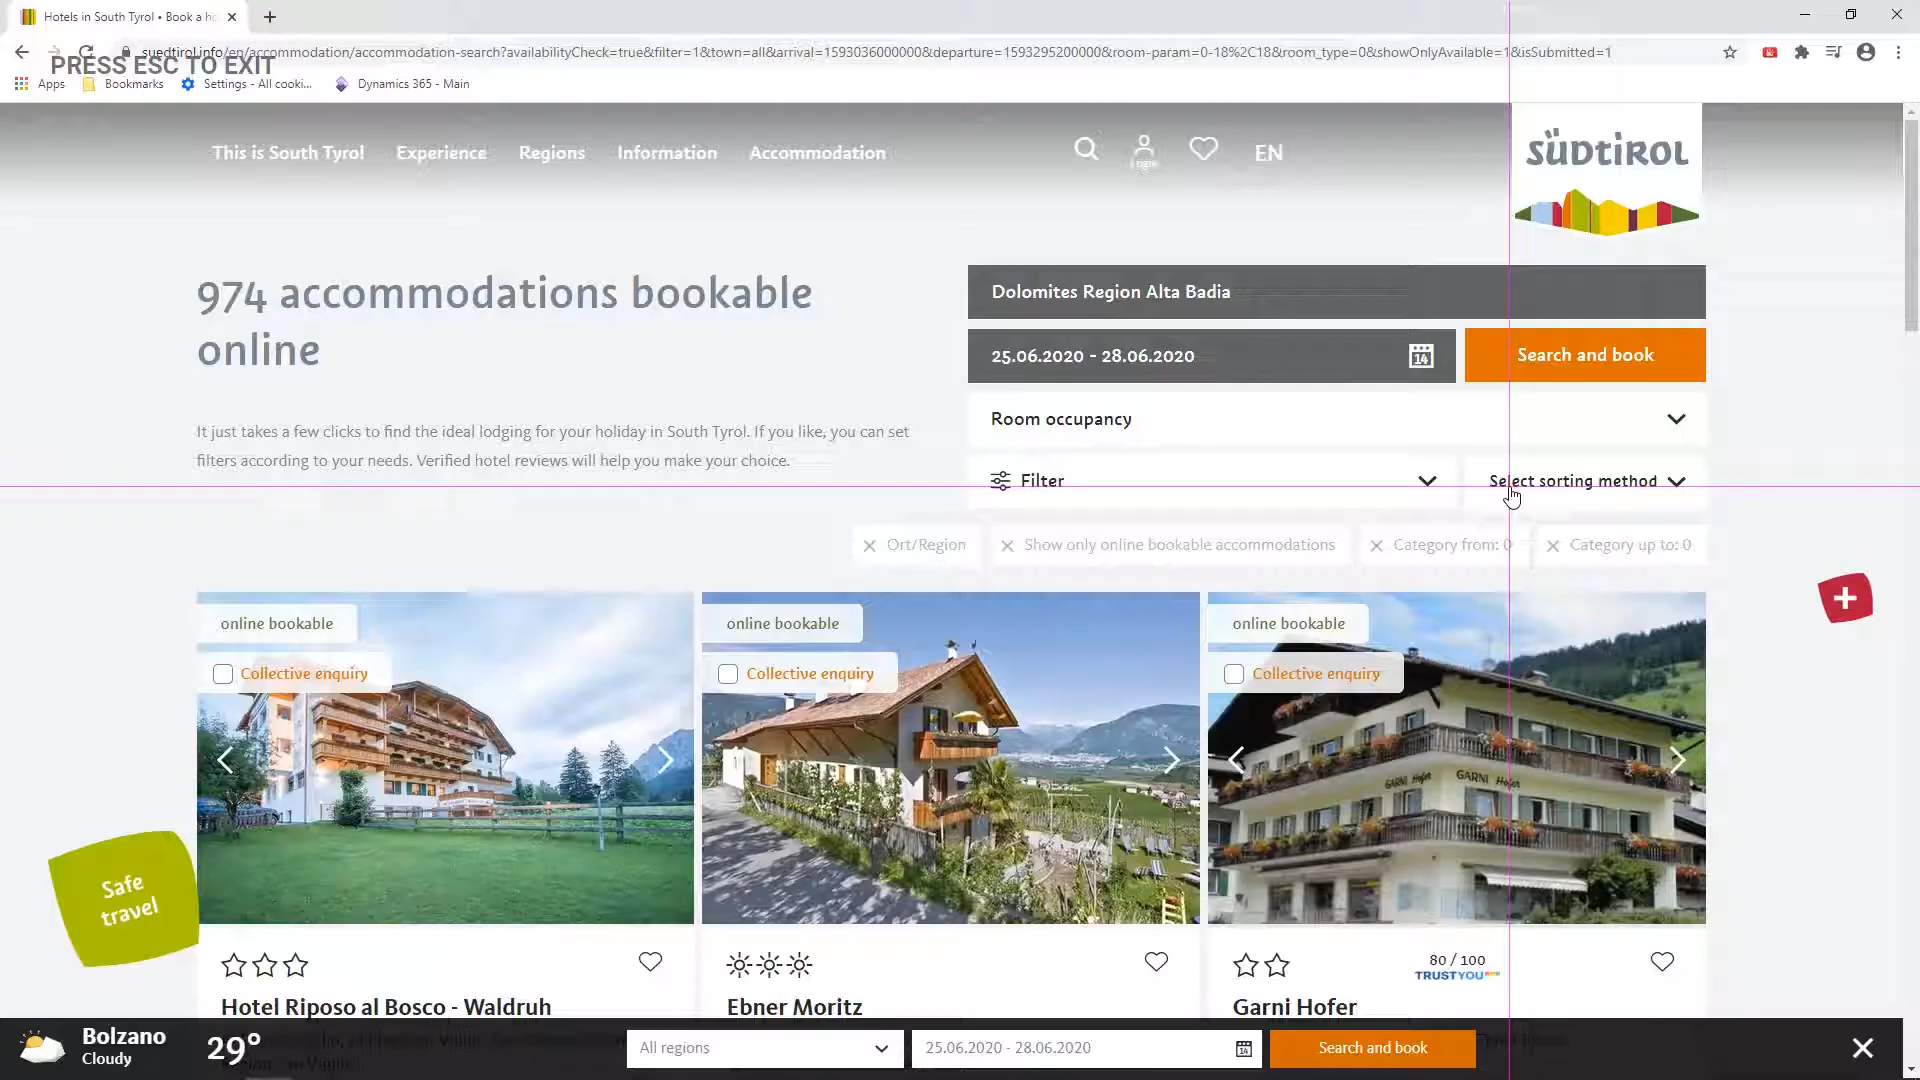 Hotels in South Tyrol • Book a ho
suedtirol.info/en/accommodation/accommodation-search?availabilityCheck=true&filter=1&town=all&arrival=1593036000000&departure=1593295200000&room-param=0-18%2C18&room_type=0&showOnlyAvailable=1&isSubmitted=1
PRESS ESC TO EXIT
Apps Bookmarks Settings - All cooki... Dynamics 365 - Main
This is South Tyrol Experience Regions Information Accommodation Login EN
SÜDTIROL
974 accommodations bookable
online
Dolomites Region Alta Badia
25.06.2020 - 28.06.2020 14 Search and book
Room occupancy
It just takes a few clicks to find the ideal lodging for your holiday in South Tyrol. If you like, you can set
filters according to your needs. Verified hotel reviews will help you make your choice.
Filter Select sorting method
Ort/Region Show only online bookable accommodations Category from: 0 Category up to: 0
online bookable online bookable online bookable
Collective enquiry Collective enquiry Collective enquiry
GARNI Hofer GARNI Hofer
Safe
travel
80 / 100
TRUSTYOU
Hotel Riposo al Bosco - Waldruh Ebner Moritz Garni Hofer
Bolzano
Cloudy
29°
All regions 25.06.2020 - 28.06.2020 14 Search and book